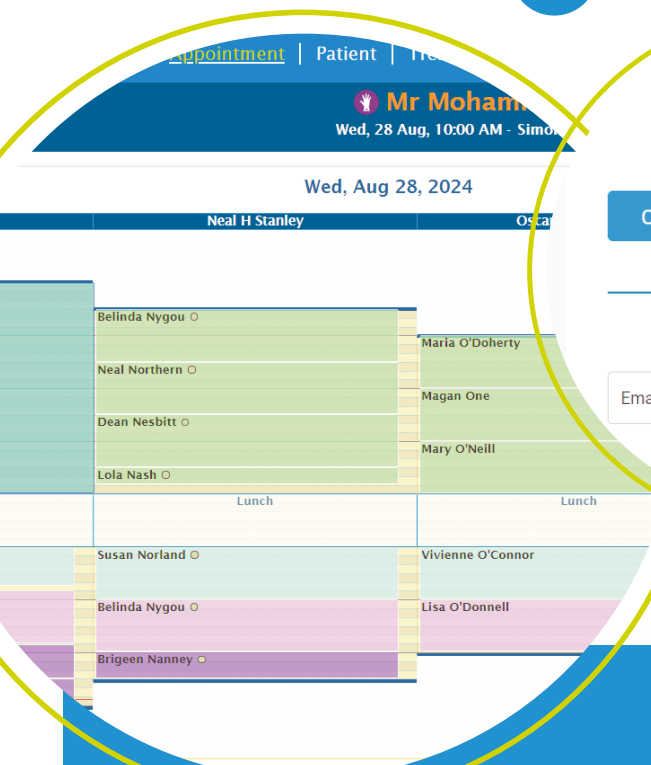 Appointment | Patient |
Mr Moham
Wed, 28 Aug, 10:00 AM - Simo
Wed, Aug 28, 2024
Neal H Stanley
Oscar
Belinda Nygou
Maria O'Doherty
Neal Northern
Magan One
Ema
Dean Nesbitt
Mary O'Neill
Lola Nash
Lunch
Lunch
Susan Norland
Vivienne O'Connor
Belinda Nygou
Lisa O'Donnell
Brigeen Nanney